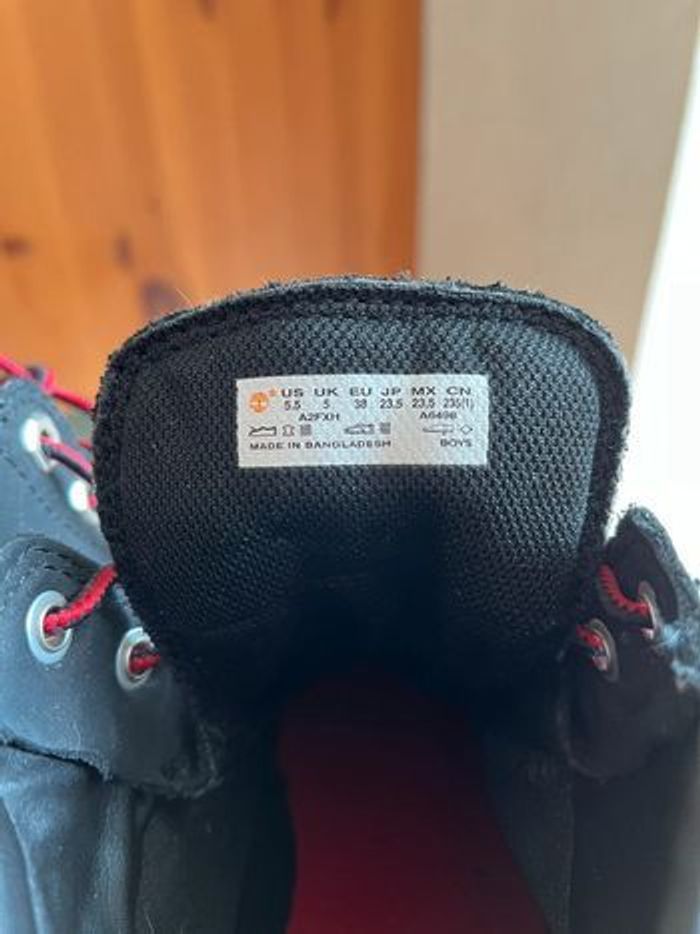 US UK EU JP MX CN
5.5 5 38 23.5 23.5 235(1)
A2FXH A6498
MADE IN BANGLADESH BOYS